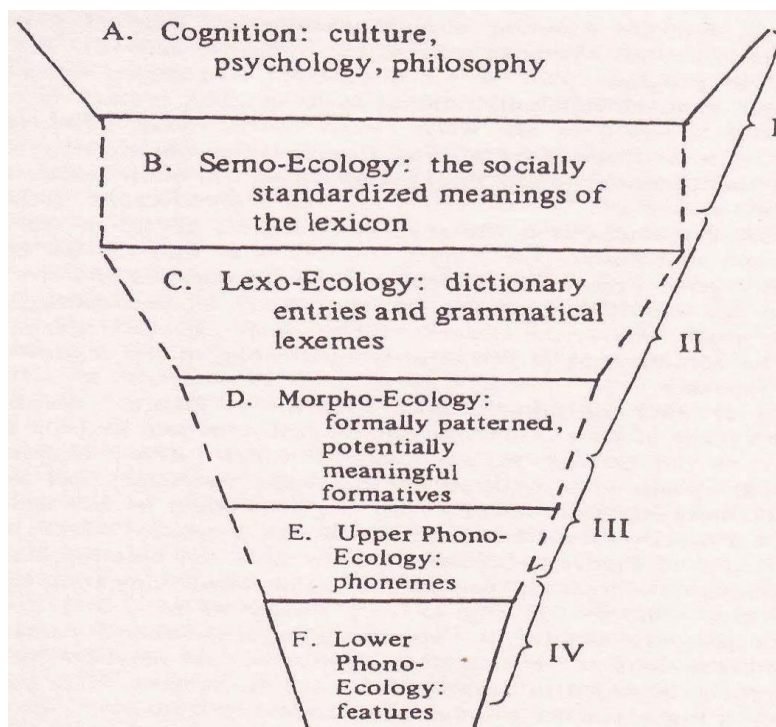 A. Cognition: culture,
psychology, philosophy
I
B. Semo-Ecology: the socially
standardized meanings of
the lexicon
C. Lexo-Ecology: dictionary
entries and grammatical
lexemes
II
D. Morpho-Ecology:
formally patterned,
potentially
meaningful
formatives
E. Upper Phono-
Ecology:
phonemes
III
F. Lower
Phono-
Ecology:
features
IV